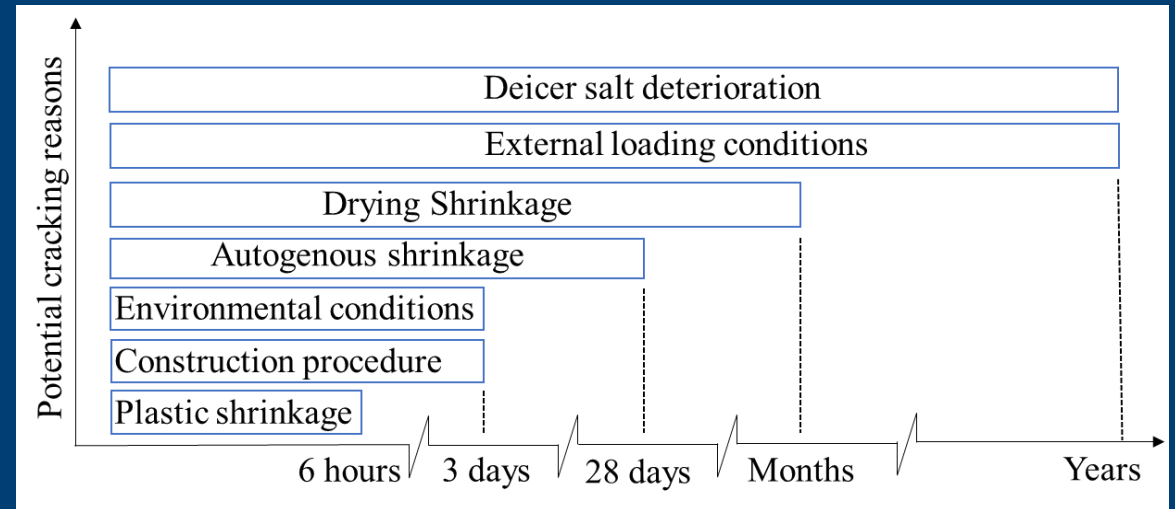 Potential cracking reasons
Deicer salt deterioration
External loading conditions
Drying Shrinkage
Autogenous shrinkage
Environmental conditions
Construction procedure
Plastic shrinkage
6 hours
3 days
28 days
Months
Years